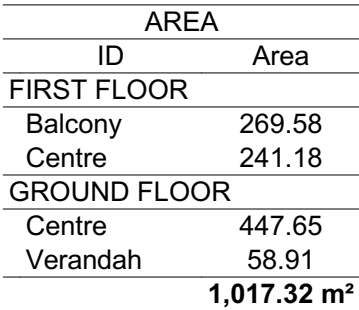 AREA
ID Area
FIRST FLOOR
Balcony 269.58
Centre 241.18
GROUND FLOOR
Centre 447.65
Verandah 58.91
1,017.32 m²